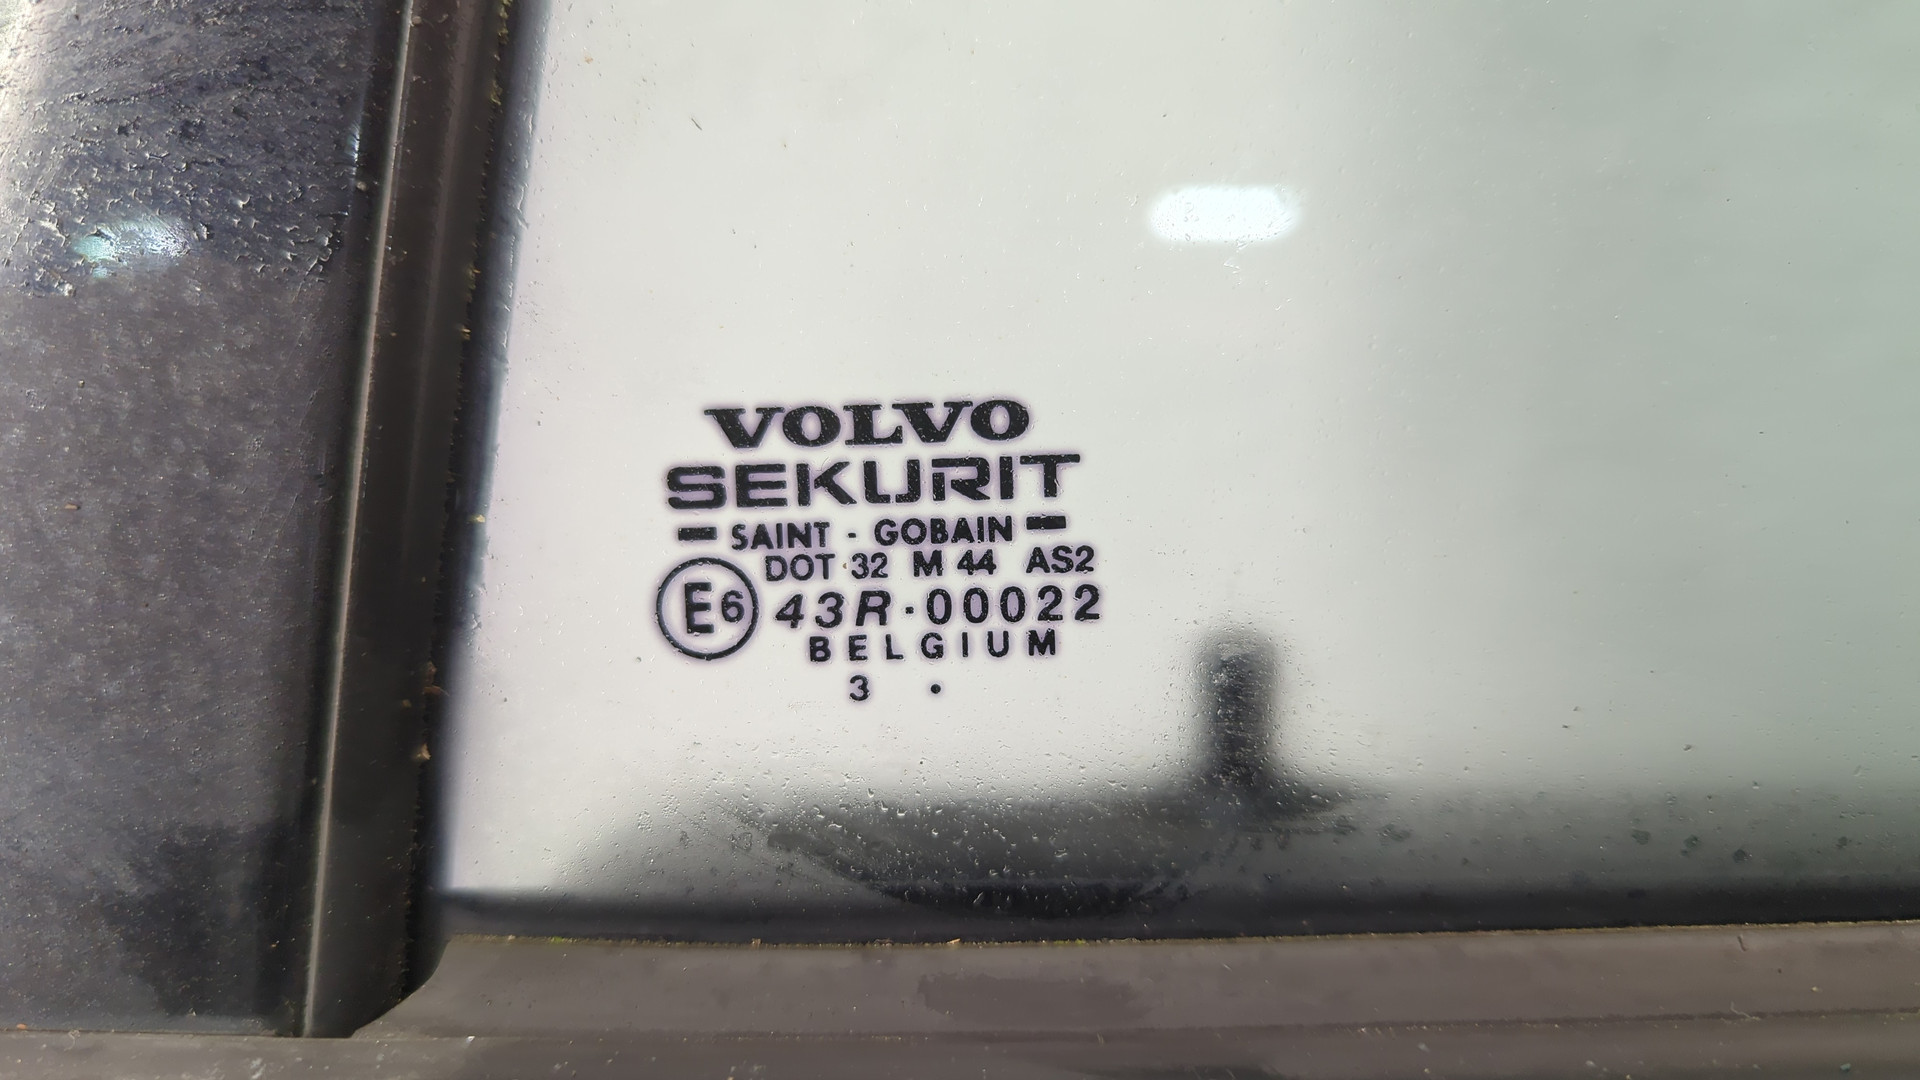 VOLVO
SEKURIT
SAINT - GOBAIN
DOT 32 M 44 AS2
E6 43R·00022
BELGIUM
3 •